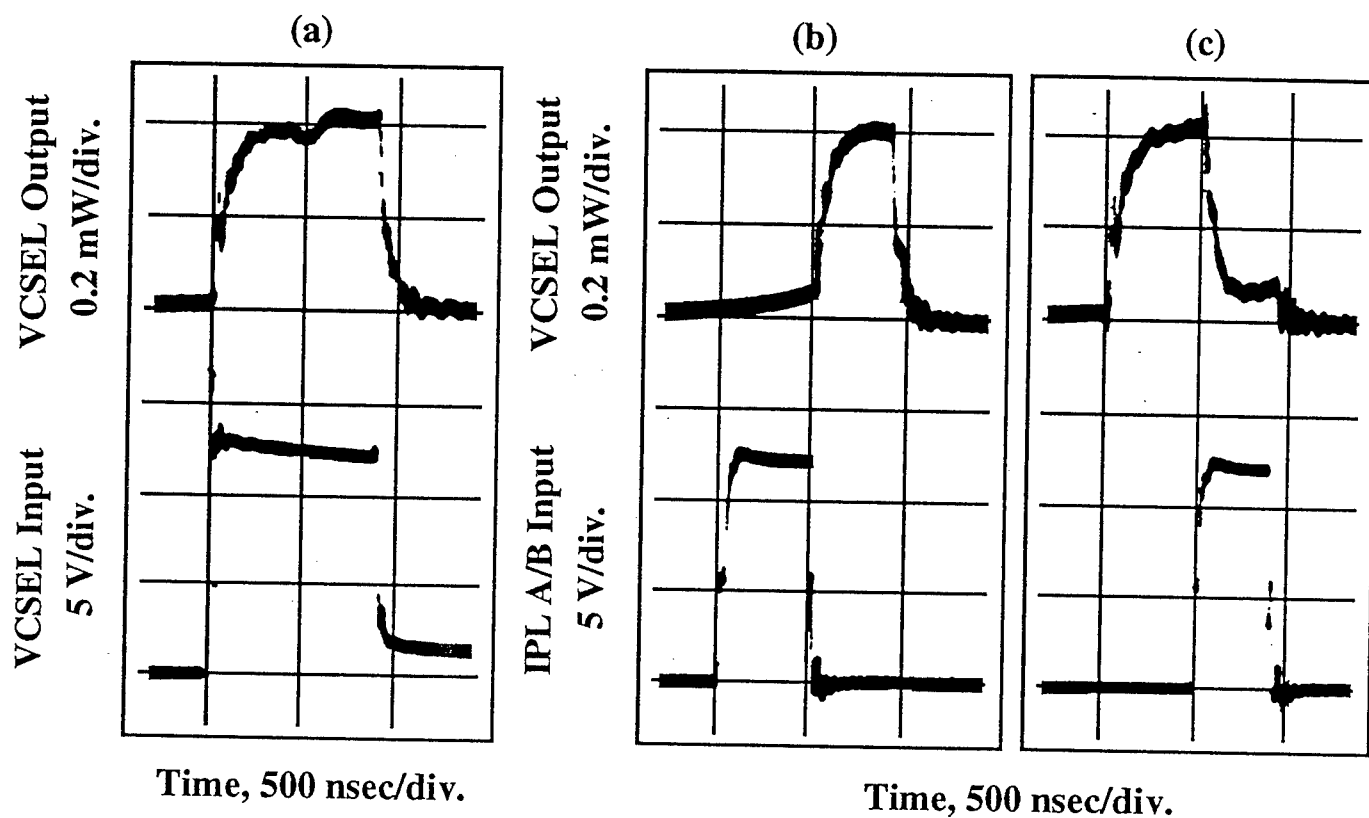 (a)
(b)
(c)
VCSEL Output
0.2 mW/div.
VCSEL Input
5 V/div.
VCSEL Output
0.2 mW/div.
IPL A/B Input
5 V/div.
Time, 500 nsec/div.
Time, 500 nsec/div.